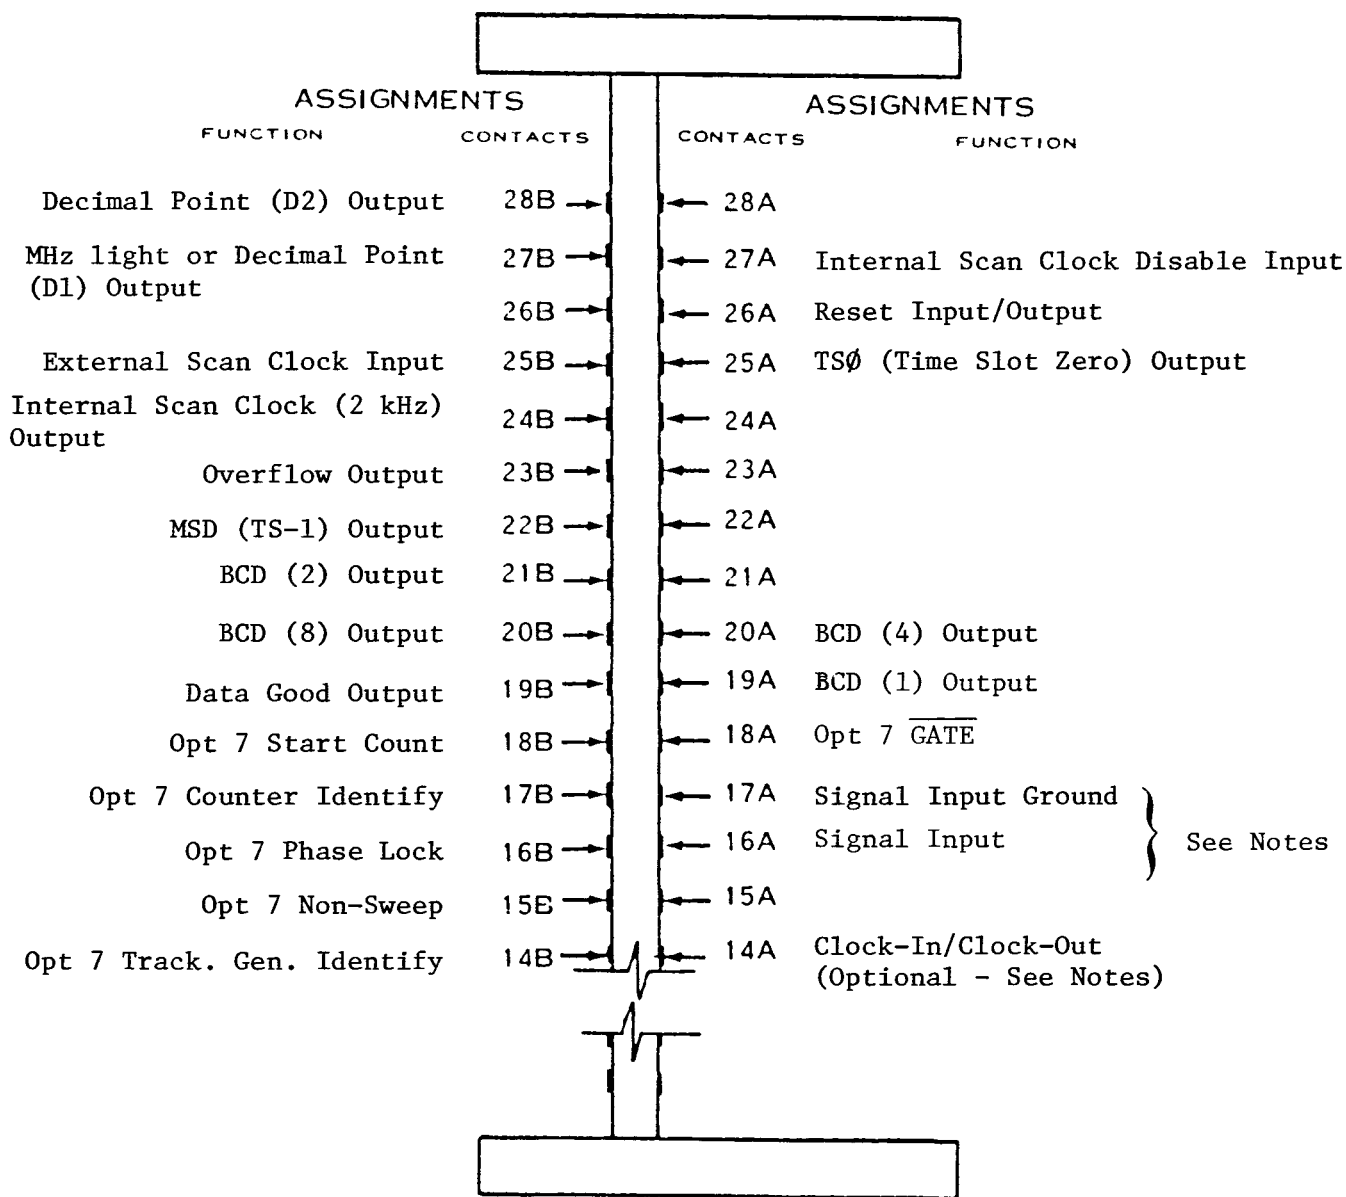 ASSIGNMENTS ASSIGNMENTS
FUNCTION CONTACTS CONTACTS FUNCTION
Decimal Point (D2) Output 28B 28A
MHz light or Decimal Point
(D1) Output 27B 27A Internal Scan Clock Disable Input
26B 26A Reset Input/Output
External Scan Clock Input 25B 25A TSØ (Time Slot Zero) Output
Internal Scan Clock (2 kHz)
Output 24B 24A
Overflow Output 23B 23A
MSD (TS-1) Output 22B 22A
BCD (2) Output 21B 21A
BCD (8) Output 20B 20A BCD (4) Output
Data Good Output 19B 19A BCD (1) Output
Opt 7 Start Count 18B 18A Opt 7 GATE
Opt 7 Counter Identify 17B 17A Signal Input Ground
Opt 7 Phase Lock 16B 16A Signal Input See Notes
Opt 7 Non-Sweep 15B 15A
Opt 7 Track. Gen. Identify 14B 14A Clock-In/Clock-Out
(Optional - See Notes)